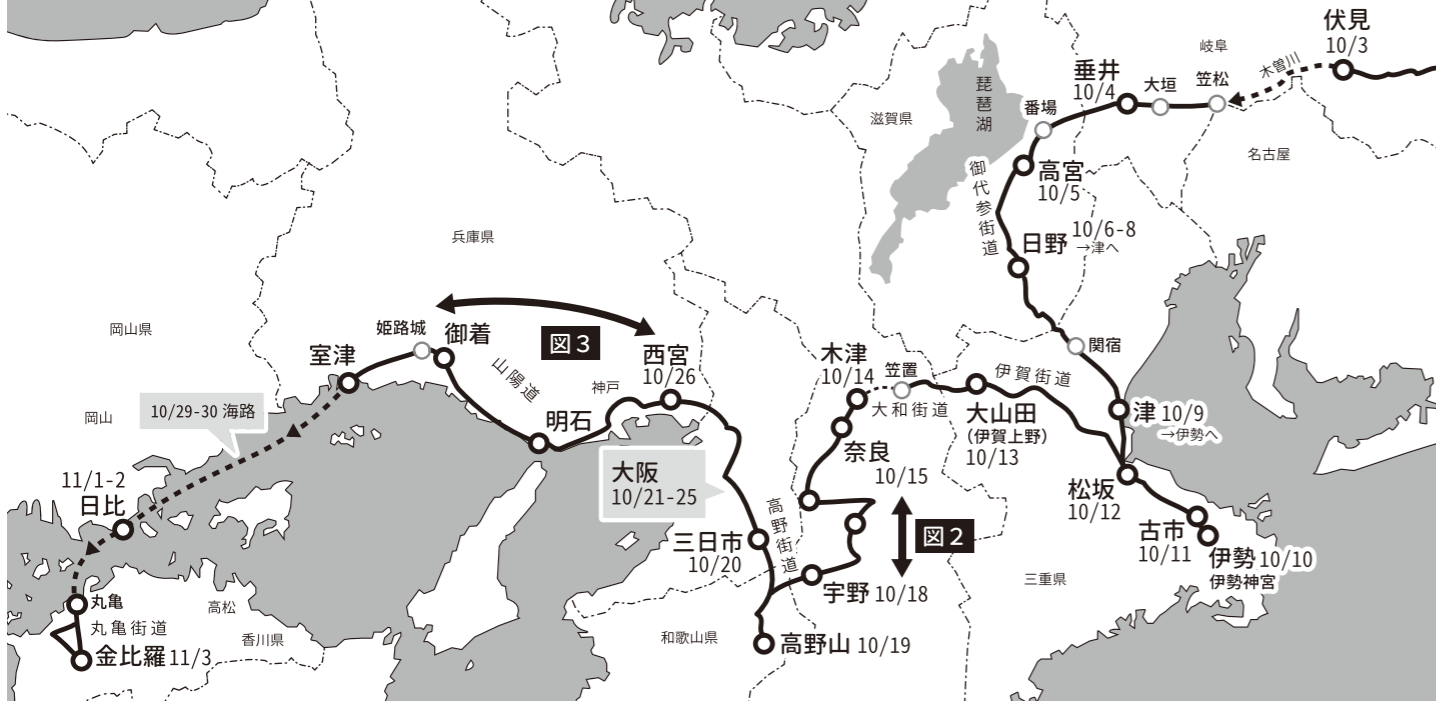 伏見
10/3
岐阜
木曽川
笠松
大垣
垂井
10/4
番場
琵琶湖
滋賀県
名古屋
高宮
10/5
御代参街道
日野
10/6-8
→津へ
関宿
津 10/9
→伊勢へ
伊勢 10/10
伊勢神宮
古市
10/11
松坂
10/12
三重県
伊賀街道
大山田
（伊賀上野）
10/13
笠置
大和街道
木津
10/14
奈良
10/15
図2
宇野 10/18
高野山 10/19
和歌山県
高野街道
三日市
10/20
大阪
10/21-25
西宮
10/26
神戸
図3
兵庫県
明石
山陽道
御着
姫路城
室津
岡山県
岡山
10/29-30 海路
11/1-2
日比
丸亀
丸亀街道
高松
香川県
金比羅 11/3